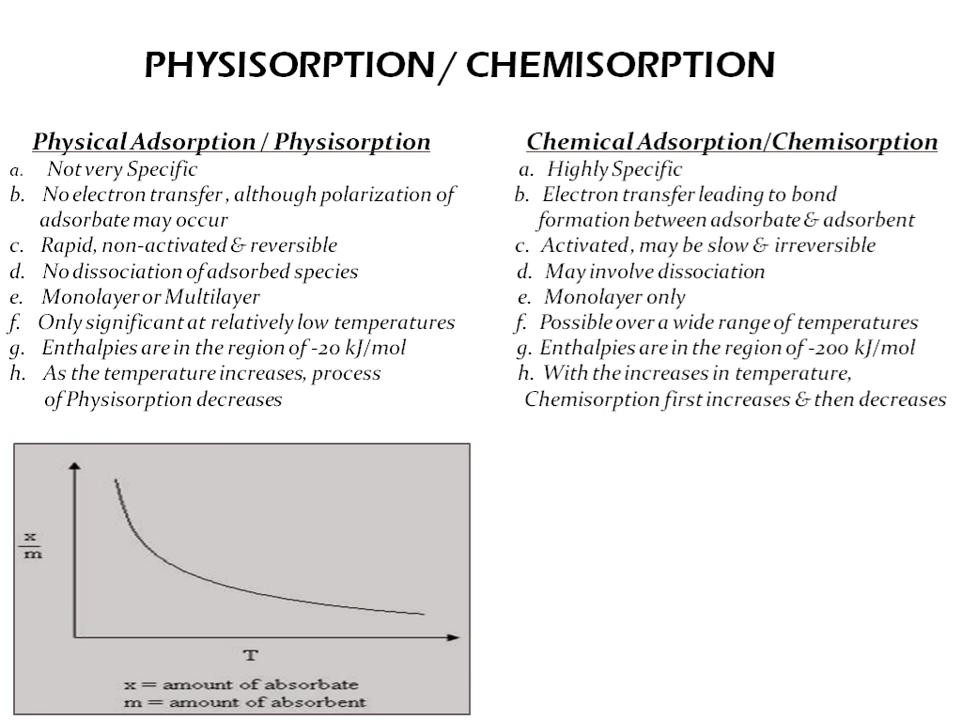 PHYSISORPTION / CHEMISORPTION
Physical Adsorption / Physisorption
a. Not very Specific
b. No electron transfer, although polarization of
adsorbate may occur
c. Rapid, non-activated & reversible
d. No dissociation of adsorbed species
e. Monolayer or Multilayer
f. Only significant at relatively low temperatures
g. Enthalpies are in the region of -20 kJ/mol
h. As the temperature increases, process
of Physisorption decreases
Chemical Adsorption/Chemisorption
a. Highly Specific
b. Electron transfer leading to bond
formation between adsorbate & adsorbent
c. Activated, may be slow & irreversible
d. May involve dissociation
e. Monolayer only
f. Possible over a wide range of temperatures
g. Enthalpies are in the region of -200 kJ/mol
h. With the increases in temperature,
Chemisorption first increases & then decreases
x
m
T
x = amount of absorbate
m = amount of absorbent